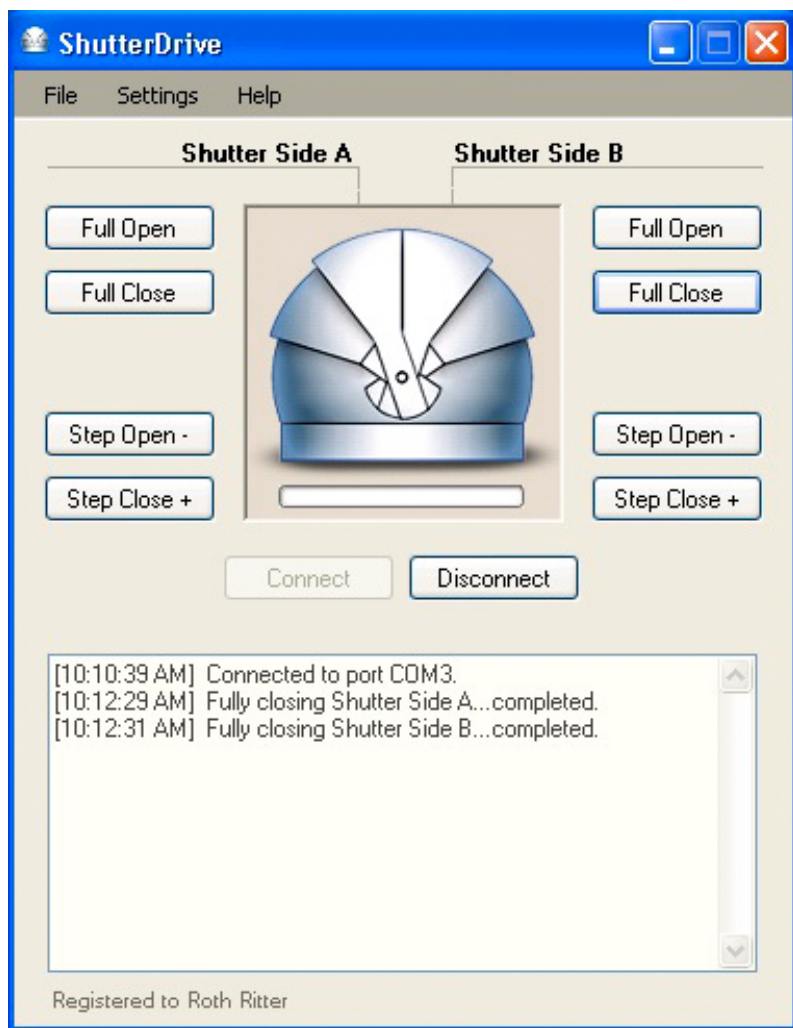 ShutterDrive
File Settings Help
Shutter Side A Shutter Side B
Full Open Full Open
Full Close Full Close
Step Open - Step Open -
Step Close + Step Close +
Connect Disconnect
[10:10:39 AM] Connected to port COM3.
[10:12:29 AM] Fully closing Shutter Side A...completed.
[10:12:31 AM] Fully closing Shutter Side B...completed.
Registered to Roth Ritter